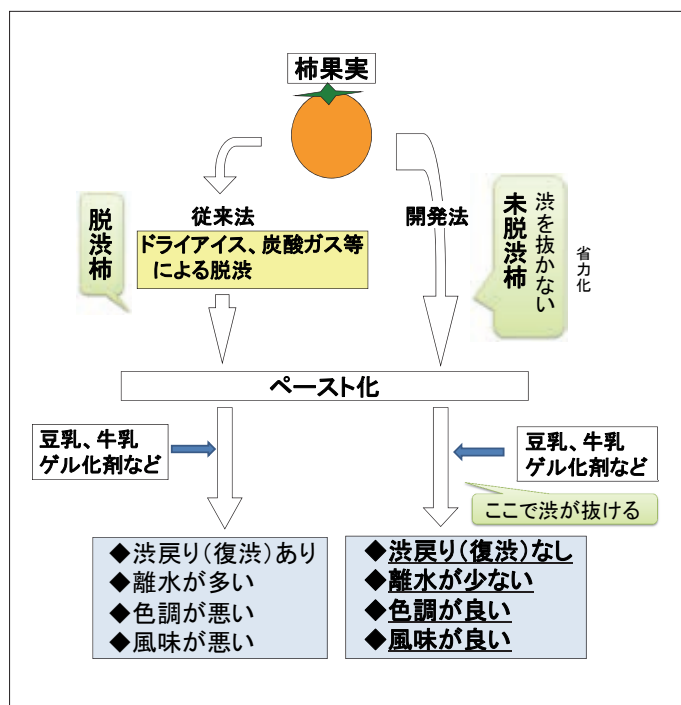 柿果実
従来法
開発法
脱渋柿
ドライアイス、炭酸ガス等
による脱渋
渋を抜かない
未脱渋柿
省力化
ペースト化
豆乳、牛乳
ゲル化剤など
豆乳、牛乳
ゲル化剤など
ここで渋が抜ける
◆渋戻り(復渋)あり
◆離水が多い
◆色調が悪い
◆風味が悪い
◆渋戻り(復渋)なし
◆離水が少ない
◆色調が良い
◆風味が良い